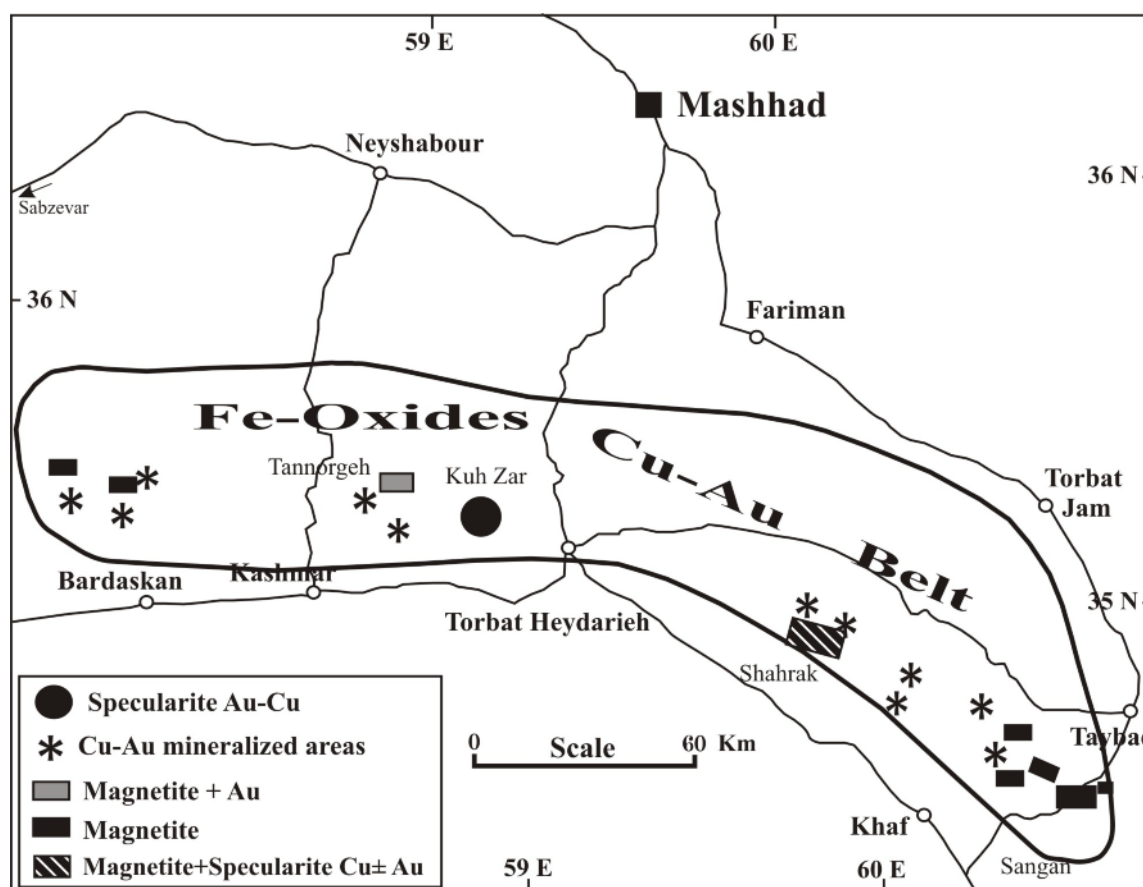 59 E
60 E
Mashhad
Neyshabour
36 N
Sabzevar
36 N
Fariman
Fe-Oxides
Cu-Au
Belt
Tannorgeh
Kuh Zar
Torbat
Jam
Bardaskan
Kashmar
35 N
Torbat Heydarieh
Shahrak
Taybad
Specularite Au-Cu
Cu-Au mineralized areas
Magnetite + Au
Magnetite
Magnetite+Specularite Cu± Au
0 Scale 60 Km
Khaf
Sangan
59 E
60 E